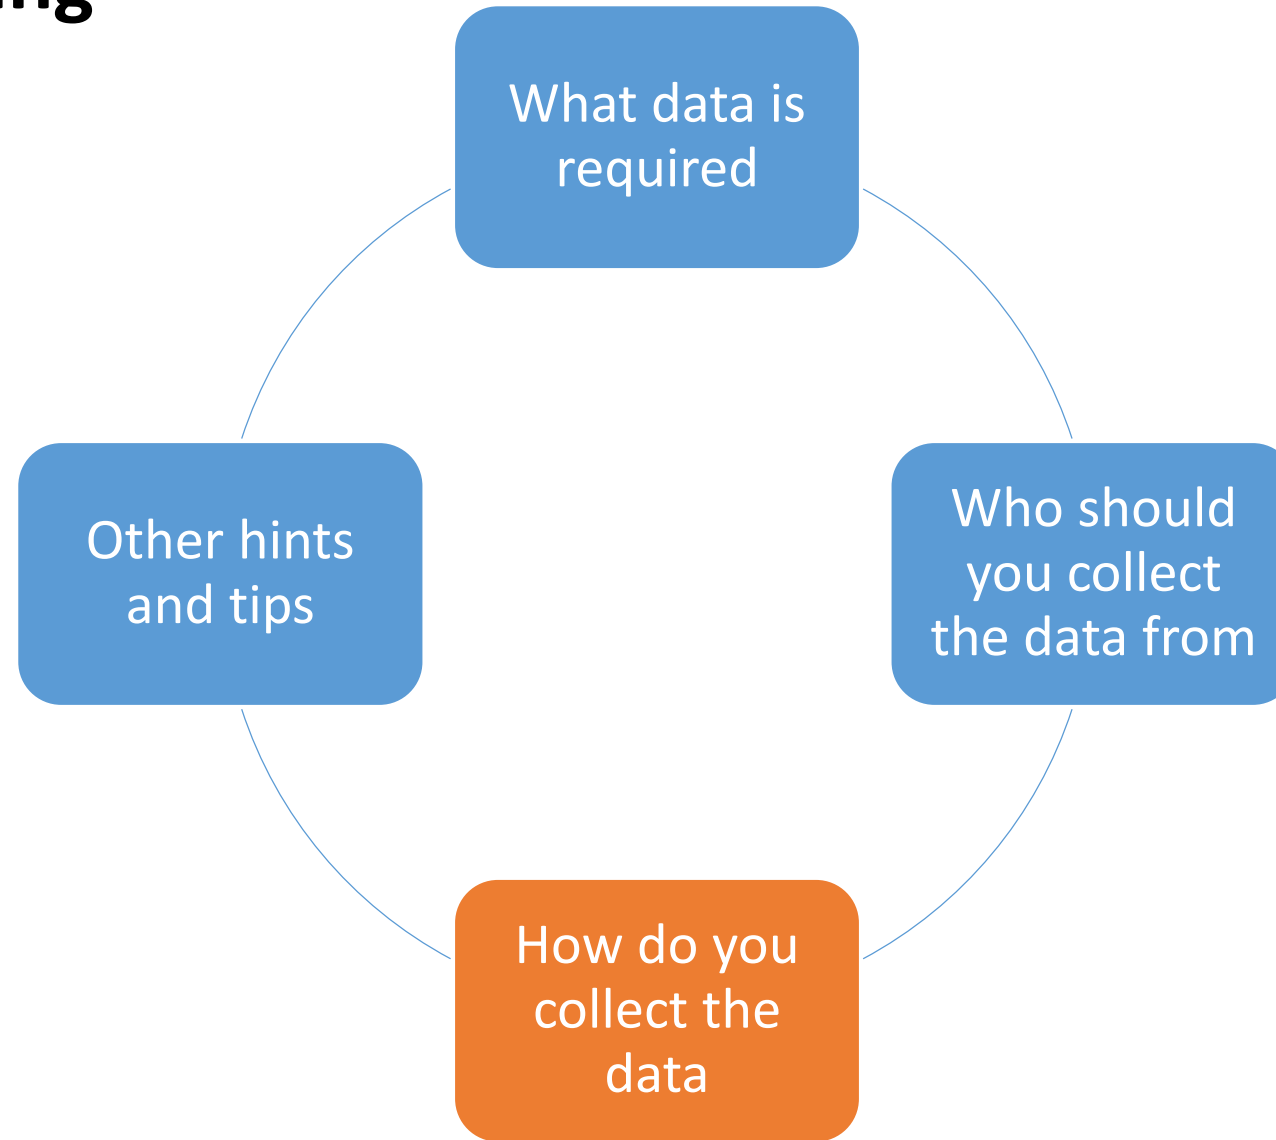 What data is
required
Who should
you collect
the data from
Other hints
and tips
How do you
collect the
data